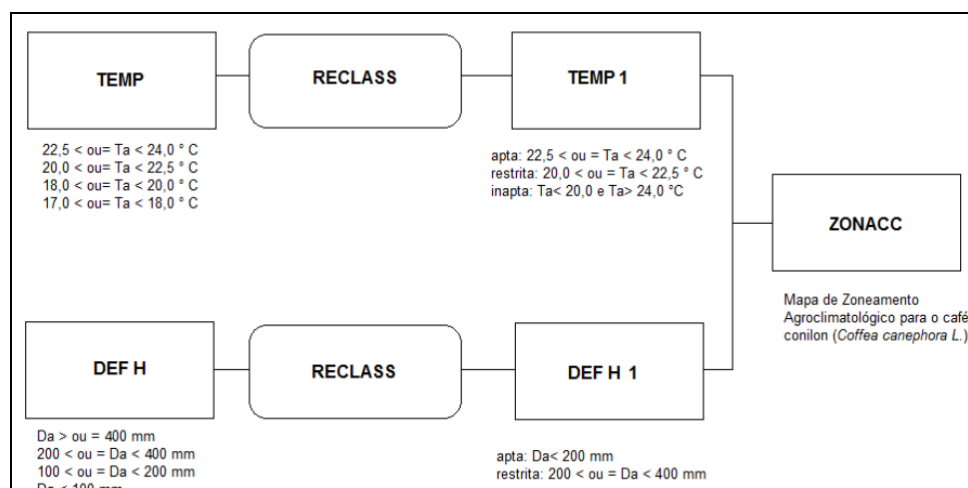 TEMP
RECLASS
TEMP 1
22,5 < ou= Ta < 24,0 ° C
20,0 < ou= Ta < 22,5 ° C
18,0 < ou= Ta < 20,0 ° C
17,0 < ou= Ta < 18,0 ° C
apta: 22,5 < ou = Ta < 24,0 ° C
restrita: 20,0 < ou = Ta < 22,5 ° C
inapta: Ta< 20,0 e Ta> 24,0 °C
ZONACC
Mapa de Zoneamento
Agroclimatológico para o café
conilon (Coffea canephora L.)
DEF H
RECLASS
DEF H 1
Da > ou = 400 mm
200 < ou = Da < 400 mm
100 < ou = Da < 200 mm
Da < 100 mm
apta: Da< 200 mm
restrita: 200 < ou = Da < 400 mm